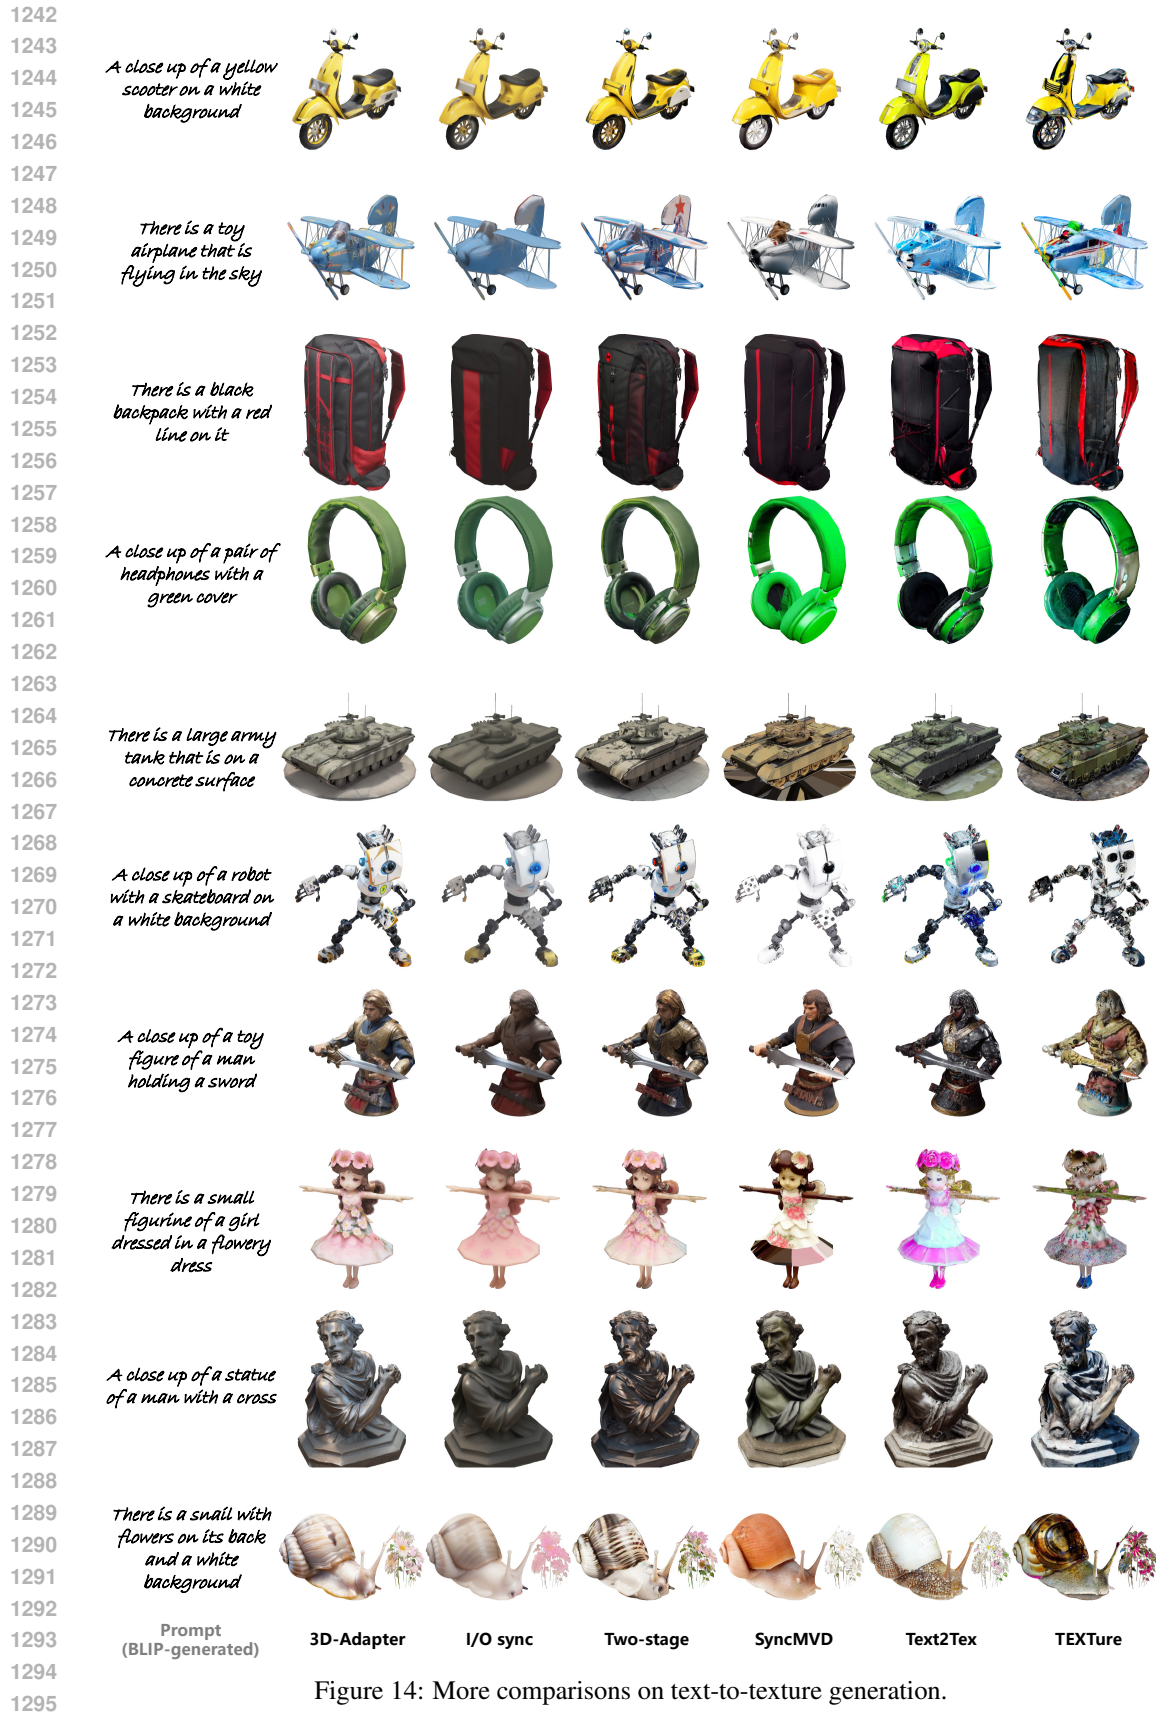 1242
1243
1244
1245
1246
1247
1248
1249
1250
1251
1252
1253
1254
1255
1256
1257
1258
1259
1260
1261
1262
1263
1264
1265
1266
1267
1268
1269
1270
1271
1272
1273
1274
1275
1276
1277
1278
1279
1280
1281
1282
1283
1284
1285
1286
1287
1288
1289
1290
1291
1292
1293
1294
1295
A close up of a yellow
scooter on a white
background
There is a toy
airplane that is
flying in the sky
There is a black
backpack with a red
line on it
A close up of a pair of
headphones with a
green cover
There is a large army
tank that is on a
concrete surface
A close up of a robot
with a skateboard on
a white background
A close up of a toy
figure of a man
holding a sword
There is a small
figurine of a girl
dressed in a flowery
dress
A close up of a statue
of a man with a cross
There is a snail with
flowers on its back
and a white
background
Prompt
(BLIP-generated)
3D-Adapter
I/O sync
Two-stage
SyncMVD
Text2Tex
TEXTure
Figure 14: More comparisons on text-to-texture generation.